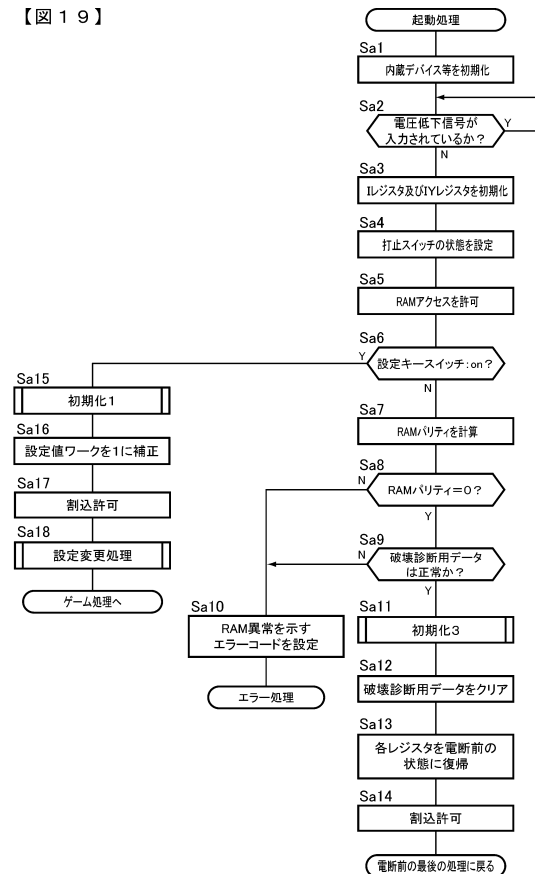 【図１９】
起動処理
Sa1
内蔵デバイス等を初期化
Sa2
電圧低下信号が
入力されているか？
Y
N
Sa3
Iレジスタ及びIYレジスタを初期化
Sa4
打止スイッチの状態を設定
Sa5
RAMアクセスを許可
Sa6
設定キースイッチ:on？
Y
N
Sa15
初期化１
Sa16
設定値ワークを１に補正
Sa17
割込許可
Sa18
設定変更処理
ゲーム処理へ
Sa7
RAMパリティを計算
Sa8
RAMパリティ＝０？
N
Y
Sa9
破壊診断用データ
は正常か？
N
Y
Sa10
RAM異常を示す
エラーコードを設定
エラー処理
Sa11
初期化３
Sa12
破壊診断用データをクリア
Sa13
各レジスタを電断前の
状態に復帰
Sa14
割込許可
電断前の最後の処理に戻る